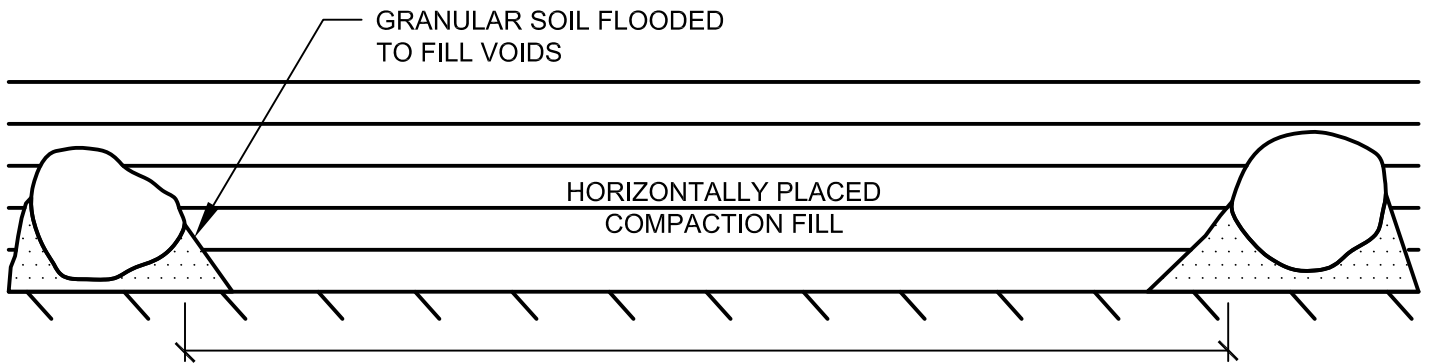 GRANULAR SOIL FLOODED
TO FILL VOIDS
HORIZONTALLY PLACED
COMPACTION FILL